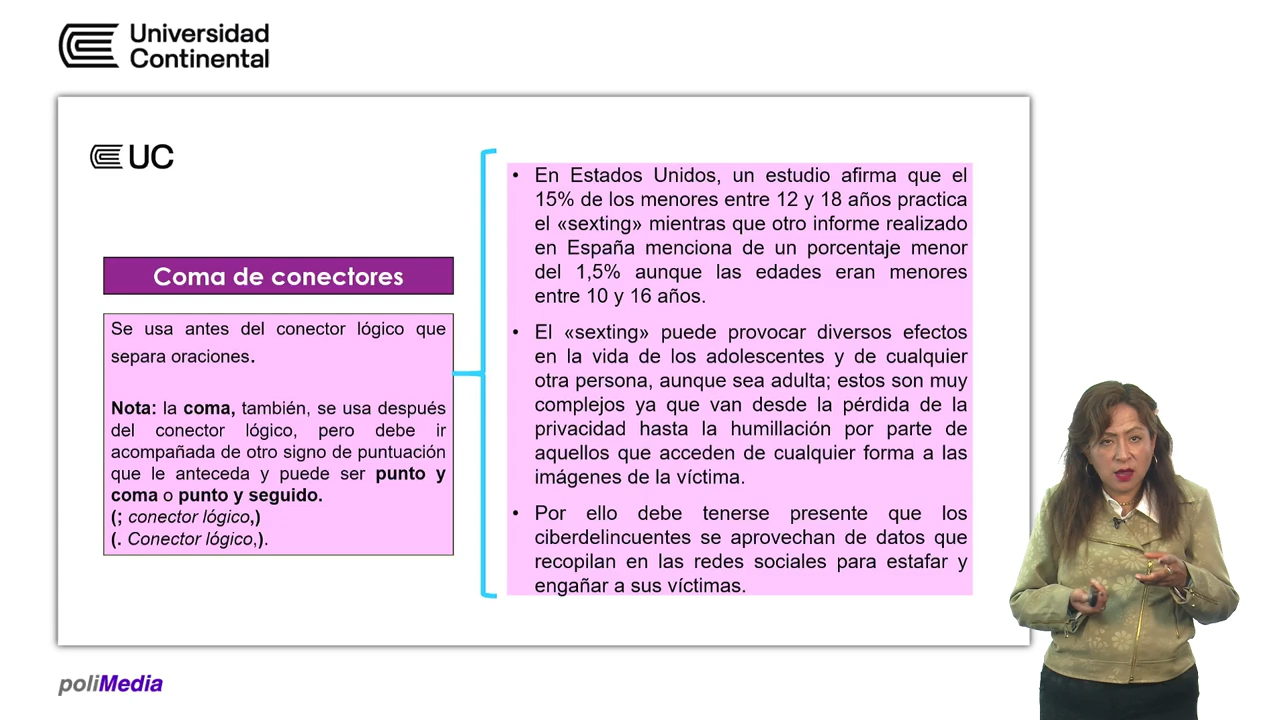 Universidad
Continental
UC
Coma de conectores
Se usa antes del conector lógico que
separa oraciones.
Nota: la coma, también, se usa después
del conector lógico, pero debe ir
acompañada de otro signo de puntuación
que le anteceda y puede ser punto y
coma o punto y seguido.
(; conector lógico,)
(. Conector lógico,).
• En Estados Unidos, un estudio afirma que el
15% de los menores entre 12 y 18 años practica
el «sexting» mientras que otro informe realizado
en España menciona de un porcentaje menor
del 1,5% aunque las edades eran menores
entre 10 y 16 años.
• El «sexting» puede provocar diversos efectos
en la vida de los adolescentes y de cualquier
otra persona, aunque sea adulta; estos son muy
complejos ya que van desde la pérdida de la
privacidad hasta la humillación por parte de
aquellos que acceden de cualquier forma a las
imágenes de la víctima.
• Por ello debe tenerse presente que los
ciberdelincuentes se aprovechan de datos que
recopilan en las redes sociales para estafar y
engañar a sus víctimas.
poliMedia